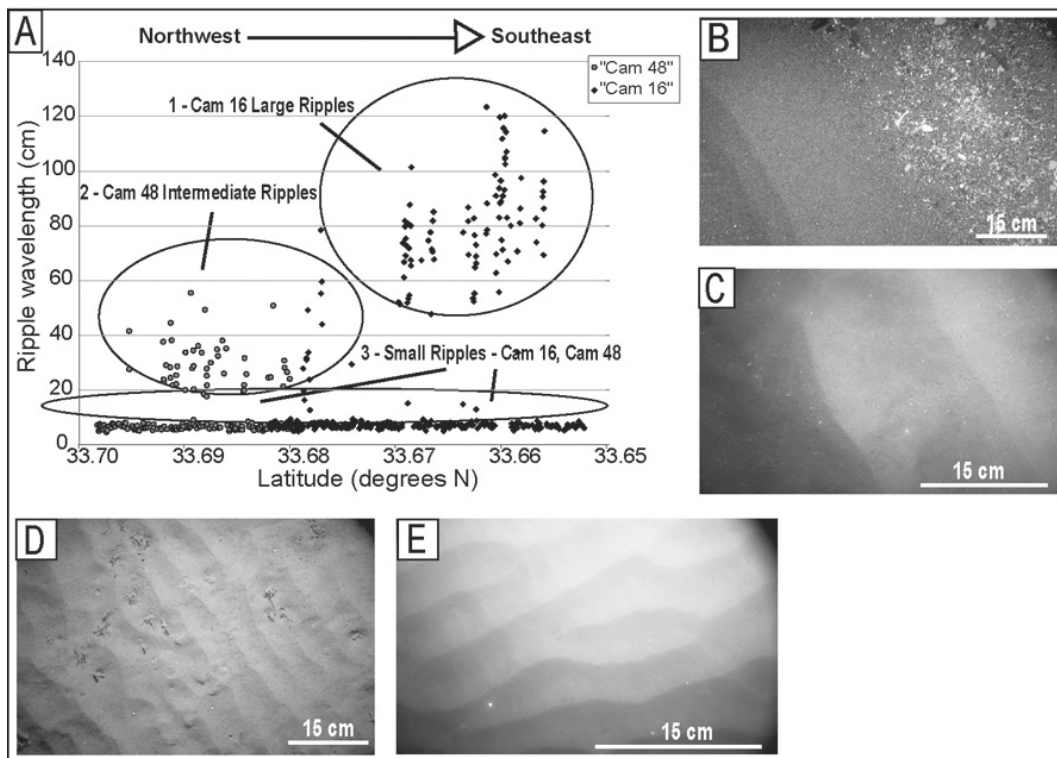 A
Northwest
Southeast
"Cam 48"
"Cam 16"
140
120
100
80
60
40
20
0
Ripple wavelength (cm)
1 - Cam 16 Large Ripples
2 - Cam 48 Intermediate Ripples
3 - Small Ripples - Cam 16, Cam 48
33.70
33.69
33.68
33.67
33.66
33.65
Latitude (degrees N)
B
15 cm
C
15 cm
D
15 cm
E
15 cm